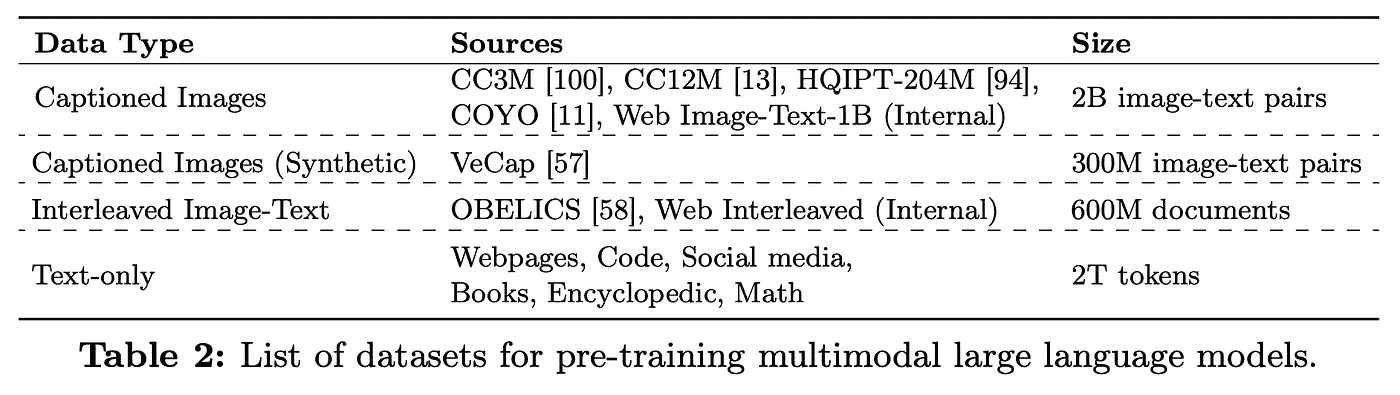 Data Type Sources Size
Captioned Images CC3M [100], CC12M [13], HQIPT-204M [94], COYO [11], Web Image-Text-1B (Internal) 2B image-text pairs
Captioned Images (Synthetic) VeCap [57] 300M image-text pairs
Interleaved Image-Text OBELICS [58], Web Interleaved (Internal) 600M documents
Text-only Webpages, Code, Social media, Books, Encyclopedic, Math 2T tokens
Table 2: List of datasets for pre-training multimodal large language models.